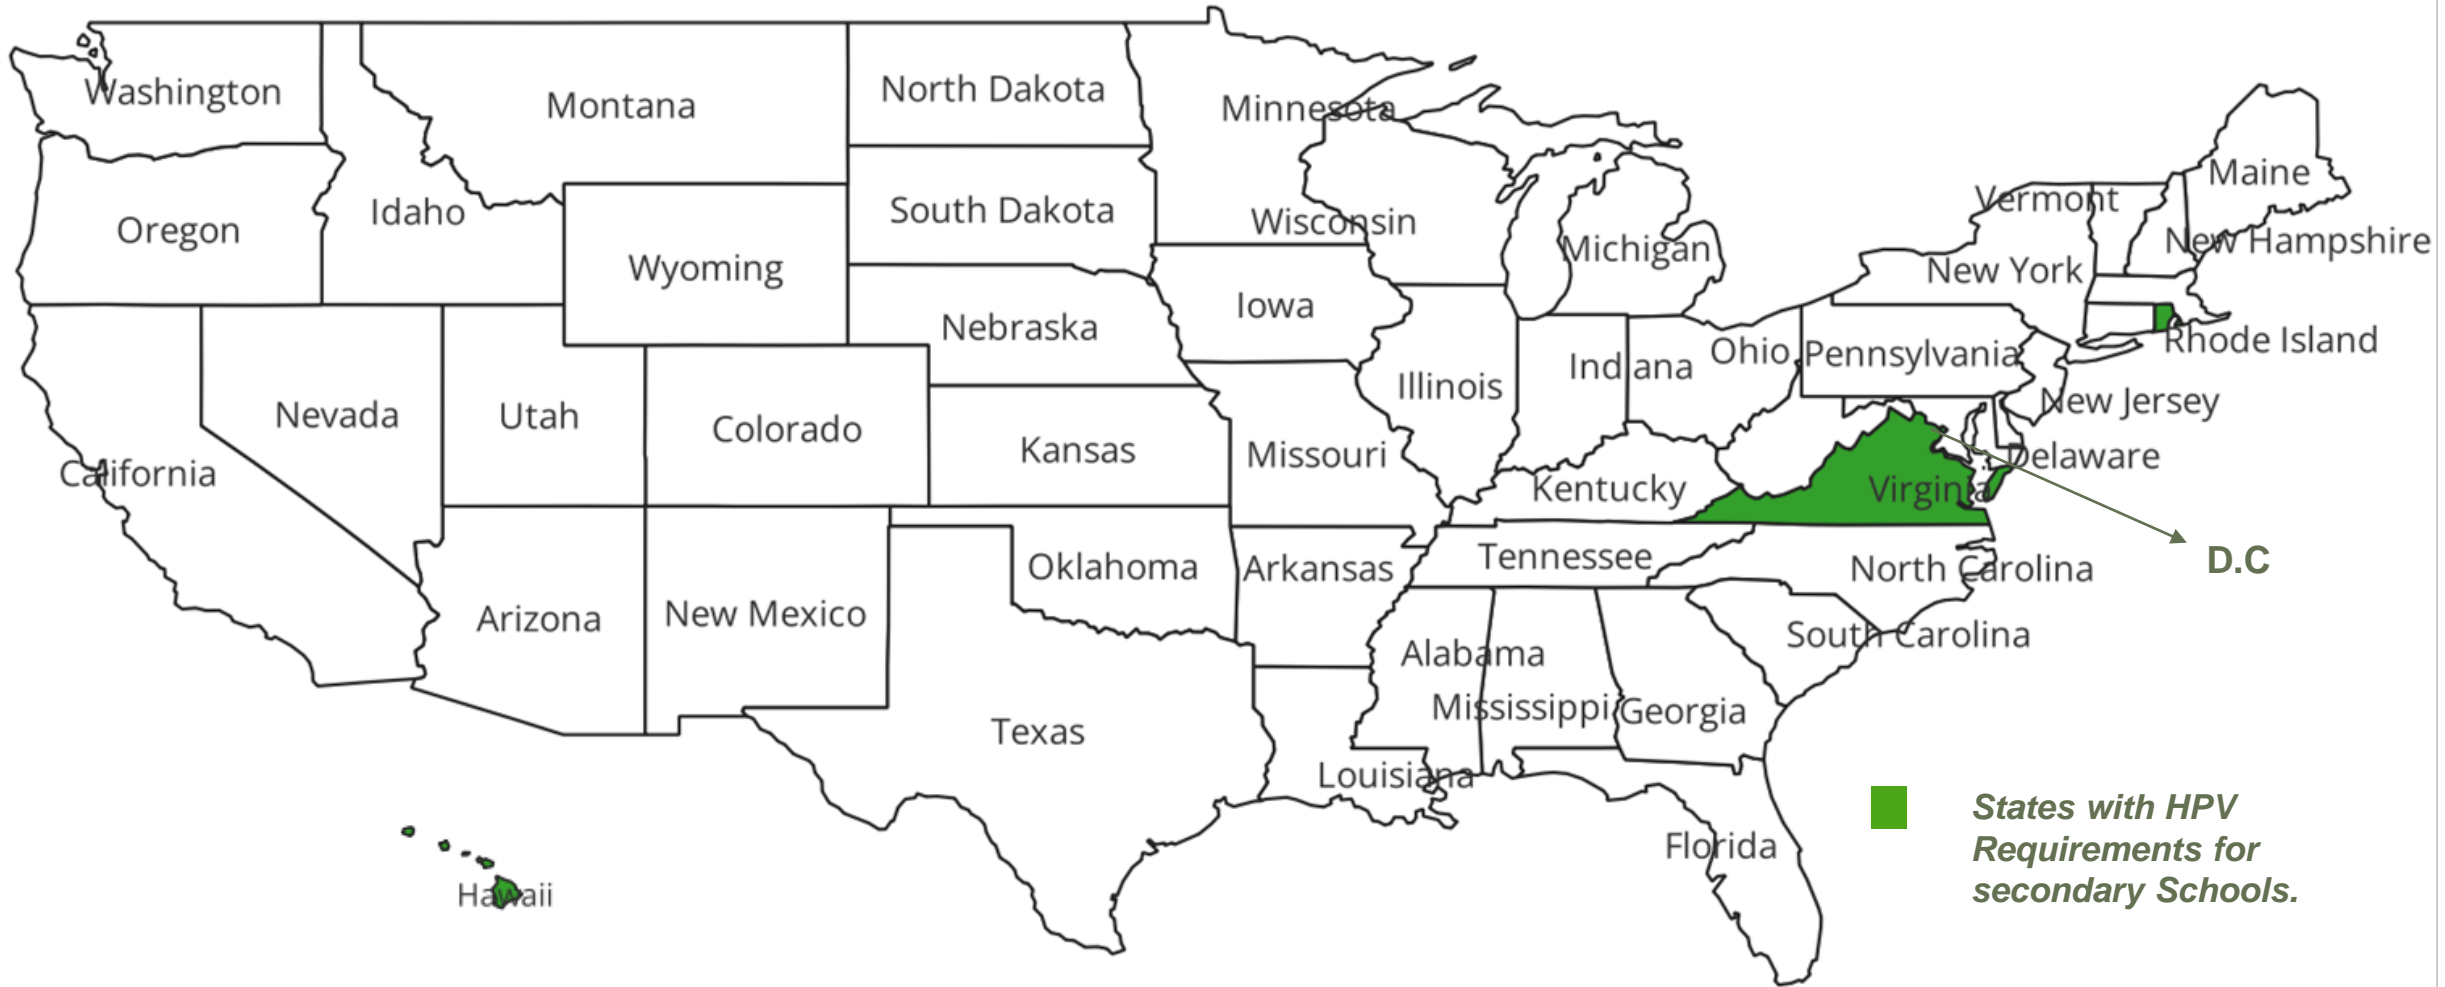 Washington
Montana
North Dakota
Minnesota
Maine
Vermont
Oregon
Idaho
South Dakota
Wisconsin
New Hampshire
Michigan
Wyoming
New York
Iowa
Nebraska
Rhode Island
Ohio
Pennsylvania
Indiana
Illinois
New Jersey
Nevada
Utah
Colorado
Kansas
Missouri
Delaware
California
Kentucky
Virginia
Tennessee
D.C
Oklahoma
Arkansas
North Carolina
Arizona
New Mexico
South Carolina
Alabama
Mississippi
Georgia
Texas
Louisiana
Florida
Hawaii
States with HPV
Requirements for
secondary Schools.